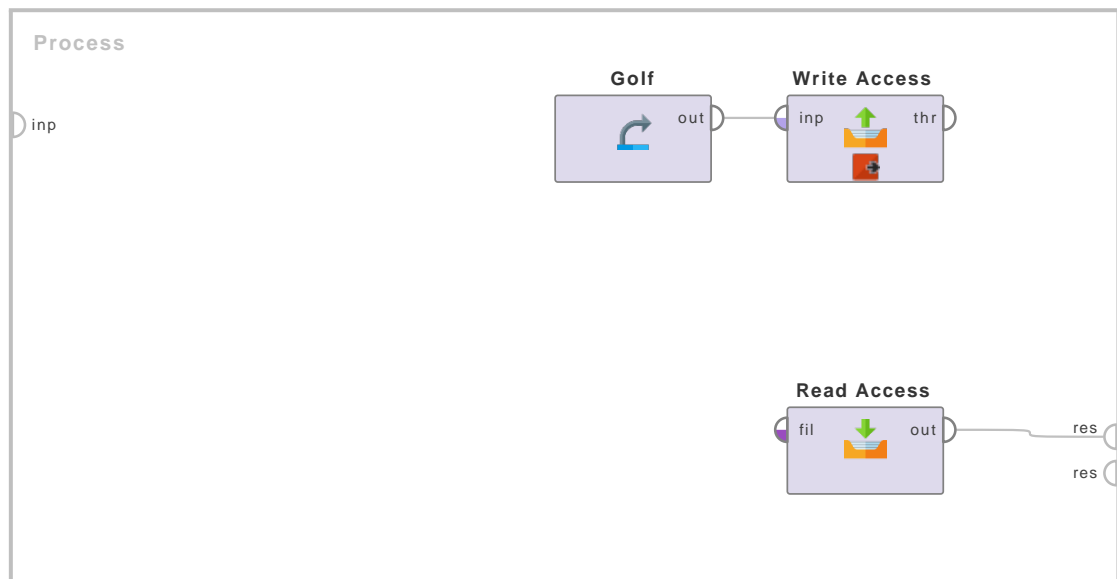 Process
inp
Golf
out
Write Access
inp
thr
Read Access
fil
out
res
res